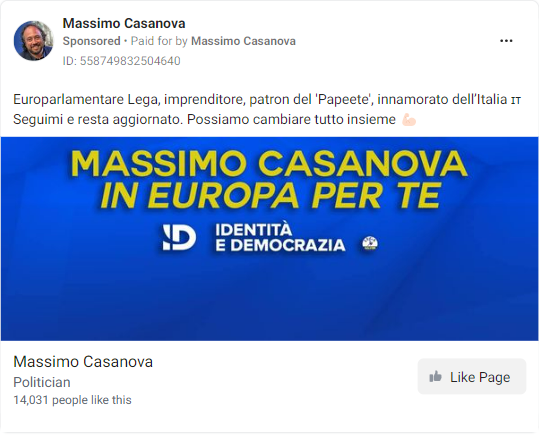 Massimo Casanova
Sponsored • Paid for by Massimo Casanova
ID: 558749832504640
Europarlamentare Lega, imprenditore, patron del 'Papeete', innamorato dell'Italia IT
Seguimi e resta aggiornato. Possiamo cambiare tutto insieme 💪🏻
MASSIMO CASANOVA
IN EUROPA PER TE
ID IDENTITÀ
E DEMOCRAZIA
Massimo Casanova
Politician
14,031 people like this
Like Page